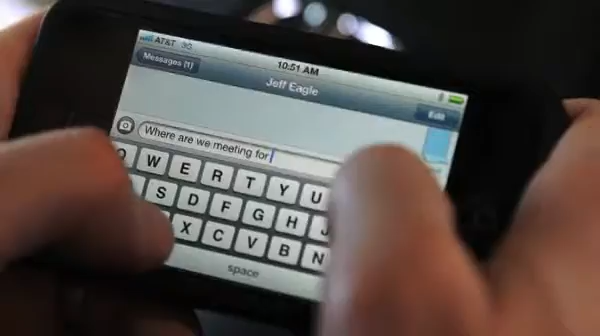 AT&T 3G 10:51 AM
Messages (1) Jeff Eagle Edit
Where are we meeting for
Q W E R T Y U
S D F G H J
X C V B N
space